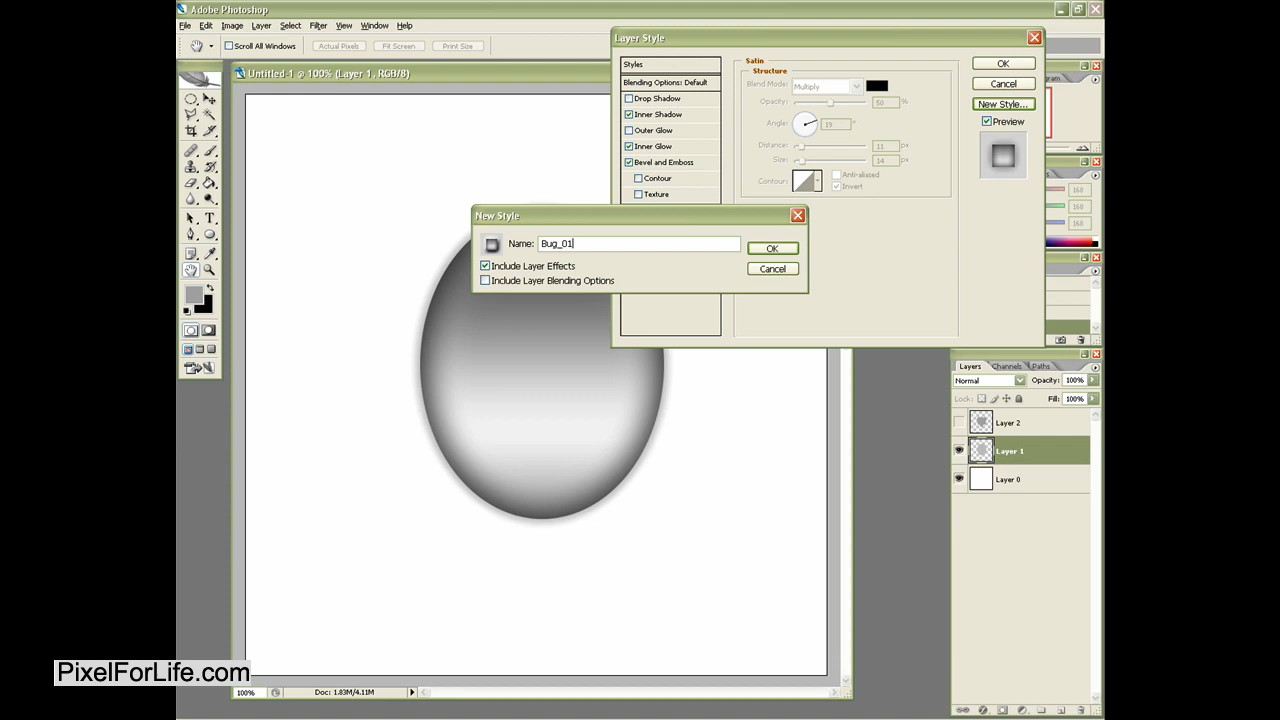 Adobe Photoshop
File Edit Image Layer Select Filter View Window Help
Scroll All Windows Actual Pixels Fit Screen Print Size
Untitled-1 @ 100% (Layer 1, RGB/8)
Layer Style
Styles
Blending Options: Default
Drop Shadow
Inner Shadow
Outer Glow
Inner Glow
Bevel and Emboss
Contour
Texture
Satin
Structure
Blend Mode: Multiply
Opacity: 50 %
Angle: 19 °
Distance: 11 px
Size: 14 px
Contour: Anti-aliased
Invert
OK
Cancel
New Style...
Preview
New Style
Name: Bug_01
OK
Include Layer Effects
Cancel
Include Layer Blending Options
168
168
168
Layers Channels Paths
Normal Opacity: 100%
Lock: Fill: 100%
Layer 2
Layer 1
Layer 0
100% Doc: 1.83M/4.11M
PixelForLife.com